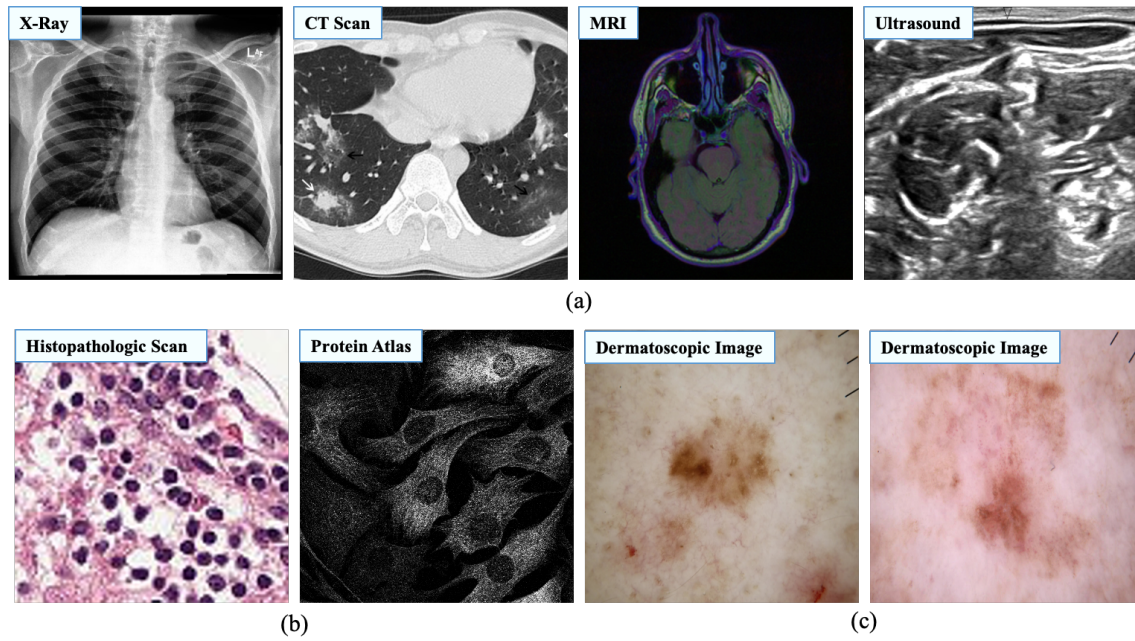 X-Ray
CT Scan
MRI
Ultrasound
(a)
Histopathologic Scan
Protein Atlas
Dermatoscopic Image
Dermatoscopic Image
(b)
(c)